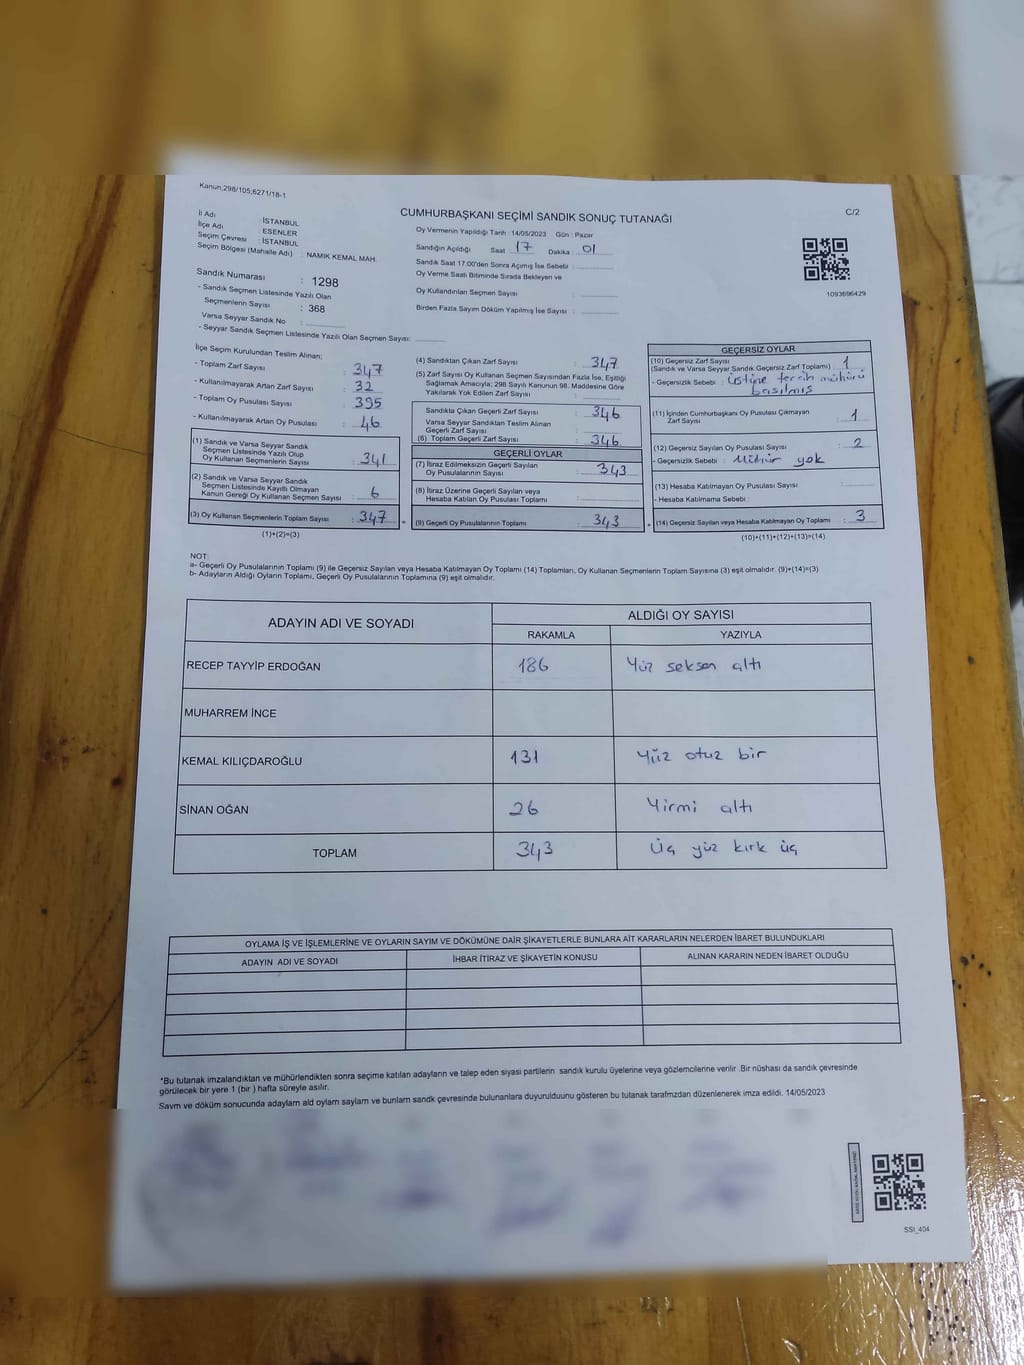 Kanun;298/105;6271/18-1
CUMHURBAŞKANI SEÇİMİ SANDIK SONUÇ TUTANAĞI
C/2
İl Adı : İSTANBUL
İlçe Adı : ESENLER
Seçim Çevresi : İSTANBUL
Seçim Bölgesi (Mahalle Adı) : NAMIK KEMAL MAH.
Sandık Numarası : 1298
- Sandık Seçmen Listesinde Yazılı Olan
Seçmenlerin Sayısı : 368
Varsa Seyyar Sandık No :
- Seyyar Sandık Seçmen Listesinde Yazılı Olan Seçmen Sayısı:
Oy Vermenin Yapıldığı Tarih : 14/05/2023 Gün : Pazar
Sandığın Açıldığı Saat 17 Dakika 01
Sandık Saat 17:00'den Sonra Açımış İse Sebebi :
Oy Verme Saati Bitiminde Sırada Bekleyen ve
Oy Kullandırılan Seçmen Sayısı :
Birden Fazla Sayım Döküm Yapılmış İse Sayısı :
1093696429
İlçe Seçim Kurulundan Teslim Alınan;
- Toplam Zarf Sayısı : 347
- Kullanılmayarak Artan Zarf Sayısı : 32
- Toplam Oy Pusulası Sayısı : 395
- Kullanılmayarak Artan Oy Pusulası : 46
(1) Sandık ve Varsa Seyyar Sandık
Seçmen Listesinde Yazılı Olup
Oy Kullanan Seçmenlerin Sayısı : 341
(2) Sandık ve Varsa Seyyar Sandık
Seçmen Listesinde Kayıtlı Olmayan
Kanun Gereği Oy Kullanan Seçmen Sayısı : 6
(3) Oy Kullanan Seçmenlerin Toplam Sayısı : 347
(1)+(2)=(3)
(4) Sandıktan Çıkan Zarf Sayısı : 347
(5) Zarf Sayısı Oy Kullanan Seçmen Sayısından Fazla İse, Eşitliği
Sağlamak Amacıyla; 298 Sayılı Kanunun 98. Maddesine Göre
Yakılarak Yok Edilen Zarf Sayısı :
Sandıkta Çıkan Geçerli Zarf Sayısı : 346
Varsa Seyyar Sandıktan Teslim Alınan
Geçerli Zarf Sayısı :
(6) Toplam Geçerli Zarf Sayısı : 346
GEÇERLİ OYLAR
(7) İtiraz Edilmeksizin Geçerli Sayılan
Oy Pusulalarının Sayısı : 343
(8) İtiraz Üzerine Geçerli Sayılan veya
Hesaba Katılan Oy Pusulası Toplamı :
(9) Geçerli Oy Pusulalarının Toplamı : 343
GEÇERSİZ OYLAR
(10) Geçersiz Zarf Sayısı : 1
(Sandık ve Varsa Seyyar Sandık Geçersiz Zarf Toplamı)
- Geçersizlik Sebebi : üstüne tercih mühürü
basılmış
(11) İçinden Cumhurbaşkanı Oy Pusulası Çıkmayan
Zarf Sayısı : 1
(12) Geçersiz Sayılan Oy Pusulası Sayısı : 2
- Geçersizlik Sebebi : Mühür yok
(13) Hesaba Katılmayan Oy Pusulası Sayısı :
- Hesaba Katılmama Sebebi :
(14) Geçersiz Sayılan veya Hesaba Katılmayan Oy Toplamı : 3
(10)+(11)+(12)+(13)=(14)
NOT:
a- Geçerli Oy Pusulalarının Toplamı (9) ile Geçersiz Sayılan veya Hesaba Katılmayan Oy Toplamı (14) Toplamları, Oy Kullanan Seçmenlerin Toplam Sayısına (3) eşit olmalıdır. (9)+(14)=(3)
b- Adayların Aldığı Oyların Toplamı, Geçerli Oy Pusulalarının Toplamına (9) eşit olmalıdır.
ADAYIN ADI VE SOYADI
ALDIĞI OY SAYISI
RAKAMLA YAZIYLA
RECEP TAYYİP ERDOĞAN 186 Yüz seksen altı
MUHARREM İNCE
KEMAL KILIÇDAROĞLU 131 Yüz otuz bir
SİNAN OĞAN 26 Yirmi altı
TOPLAM 343 Üç yüz kırk üç
OYLAMA İŞ VE İŞLEMLERİNE VE OYLARIN SAYIM VE DÖKÜMÜNE DAİR ŞİKAYETLERLE BUNLARA AİT KARARLARIN NELERDEN İBARET BULUNDUKLARI
ADAYIN ADI VE SOYADI İHBAR İTİRAZ VE ŞİKAYETİN KONUSU ALINAN KARARIN NEDEN İBARET OLDUĞU
*Bu tutanak imzalandıktan ve mühürlendikten sonra seçime katılan adayların ve talep eden siyasi partilerin sandık kurulu üyelerine veya gözlemcilerine verilir .Bir nüshası da sandık çevresinde
görülecek bir yere 1 (bir ) hafta süreyle asılır.
Saym ve döküm sonucunda adaylarn ald oylarn saylarn ve bunlarn sandk çevresinde bulunanlara duyurulduunu gösteren bu tutanak tarafmzdan düzenlenerek imza edildi. 14/05/2023
SSI_404